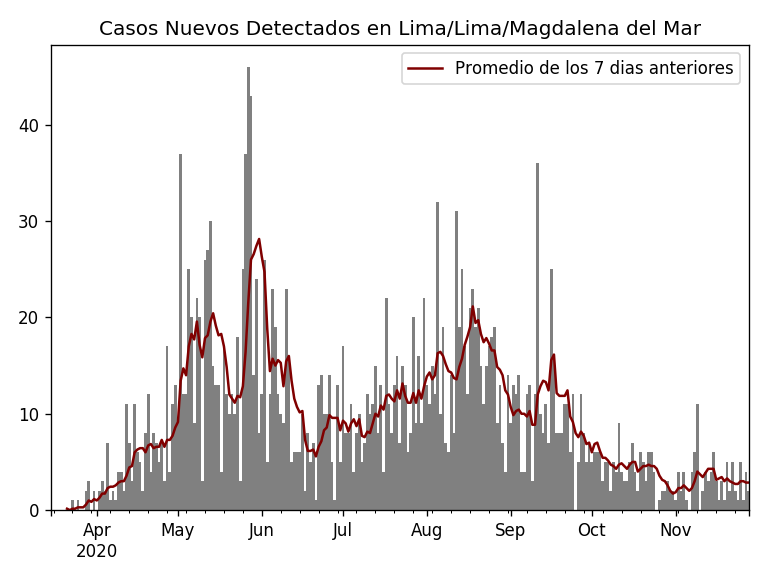 Casos Nuevos Detectados en Lima/Lima/Magdalena del Mar
Promedio de los 7 dias anteriores
40
30
20
10
0
Apr May Jun Jul Aug Sep Oct Nov
2020